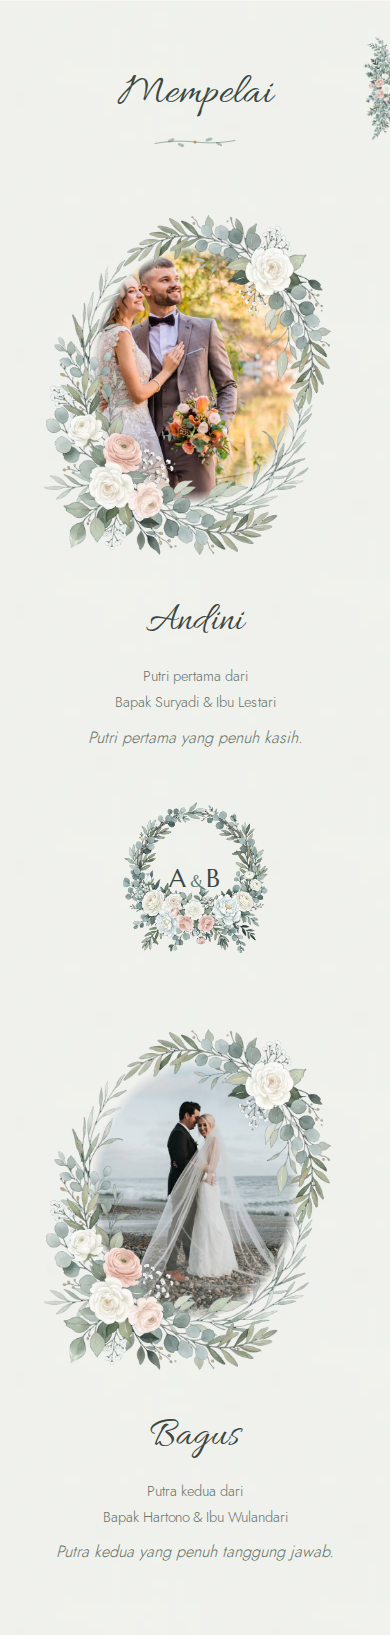 Mempelai
Andini
Putri pertama dari
Bapak Suryadi & Ibu Lestari
Putri pertama yang penuh kasih.
A & B
Bagus
Putra kedua dari
Bapak Hartono & Ibu Wulandari
Putra kedua yang penuh tanggung jawab.